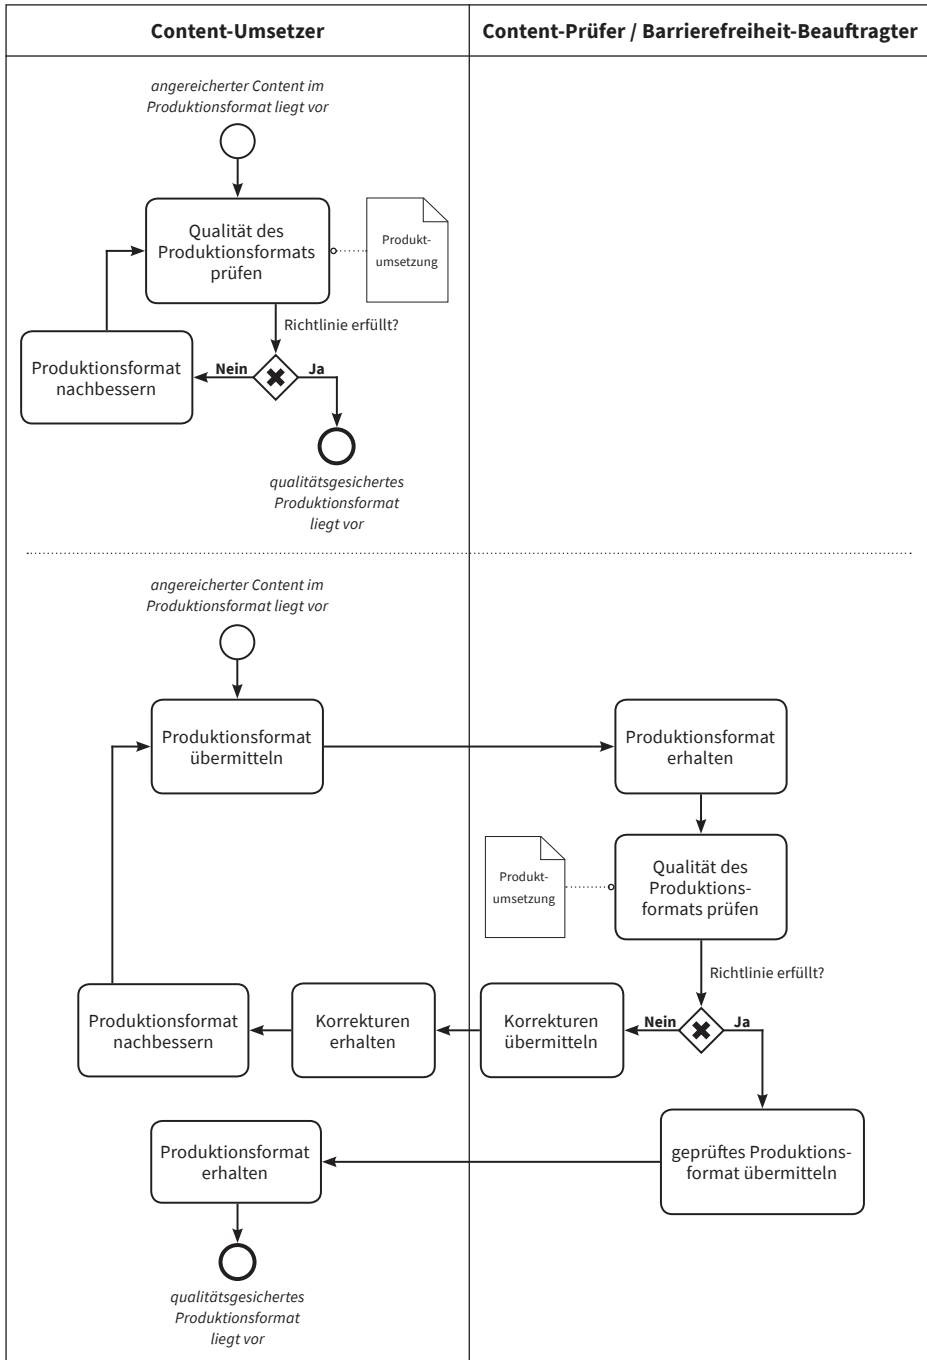 Content-Umsetzer
Content-Prüfer / Barrierefreiheit-Beauftragter
angereicherter Content im
Produktionsformat liegt vor
Qualität des
Produktionsformats
prüfen
Produkt-
umsetzung
Richtlinie erfüllt?
Produktionsformat
nachbessern
Nein
Ja
qualitätsgesichertes
Produktionsformat
liegt vor
angereicherter Content im
Produktionsformat liegt vor
Produktionsformat
übermitteln
Produktionsformat
erhalten
Produkt-
umsetzung
Qualität des
Produktions-
formats prüfen
Richtlinie erfüllt?
Produktionsformat
nachbessern
Korrekturen
erhalten
Korrekturen
übermitteln
Nein
Ja
Produktionsformat
erhalten
geprüftes Produktions-
format übermitteln
qualitätsgesichertes
Produktionsformat
liegt vor